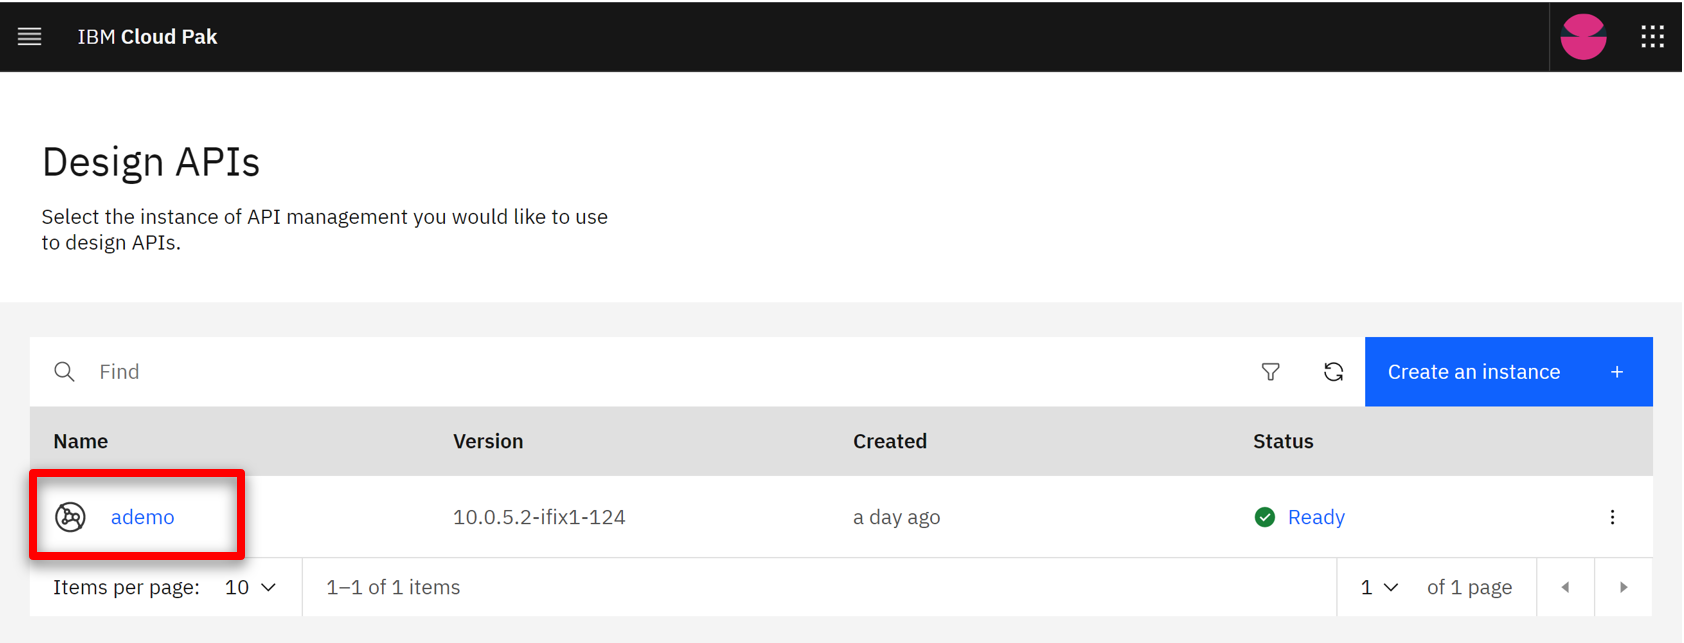 IBM Cloud Pak
Design APIs
Select the instance of API management you would like to use
to design APIs.
Find
Create an instance +
Name Version Created Status
ademo 10.0.5.2-ifix1-124 a day ago Ready
Items per page: 10 1–1 of 1 items 1 of 1 page